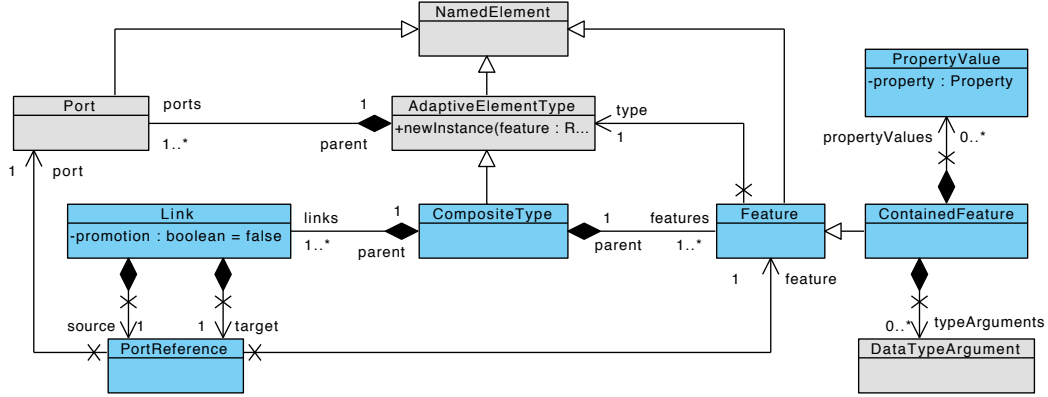 NamedElement
PropertyValue
-property : Property
Port
ports
1
AdaptiveElementType
type
+newInstance(feature : R...
1..*
parent
1
propertyValues
0..*
1
port
Link
links
1
CompositeType
1
features
Feature
ContainedFeature
-promotion : boolean = false
1..*
parent
parent
1..*
1
feature
source
1
1
target
0..*
typeArguments
PortReference
DataTypeArgument